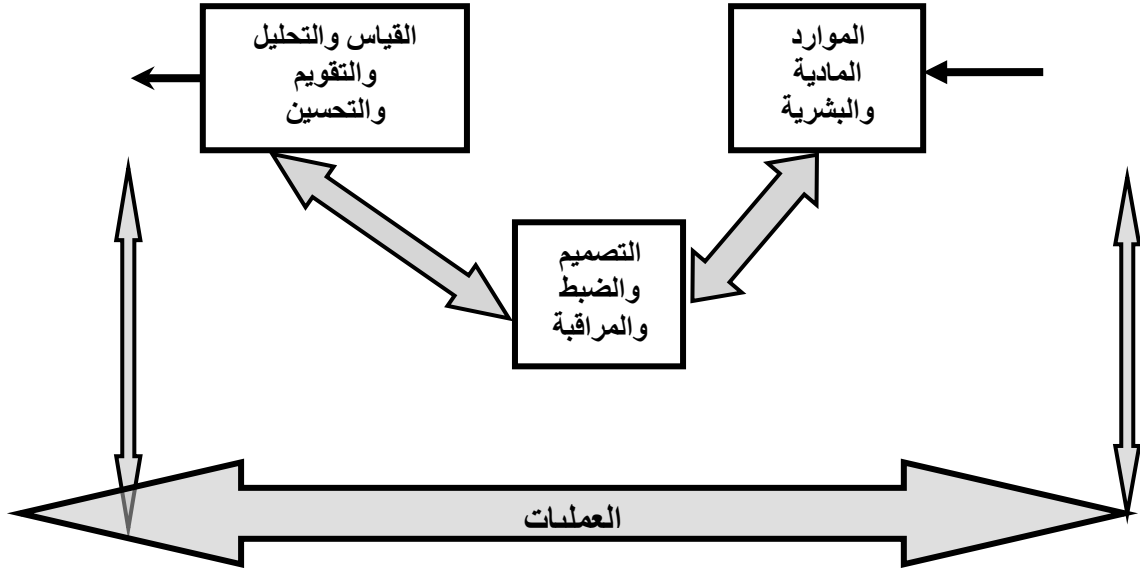 الموارد
المادية
والبشرية
القياس والتحليل
والتقويم
والتحسين
التصميم
والضبط
والمراقبة
العمليات